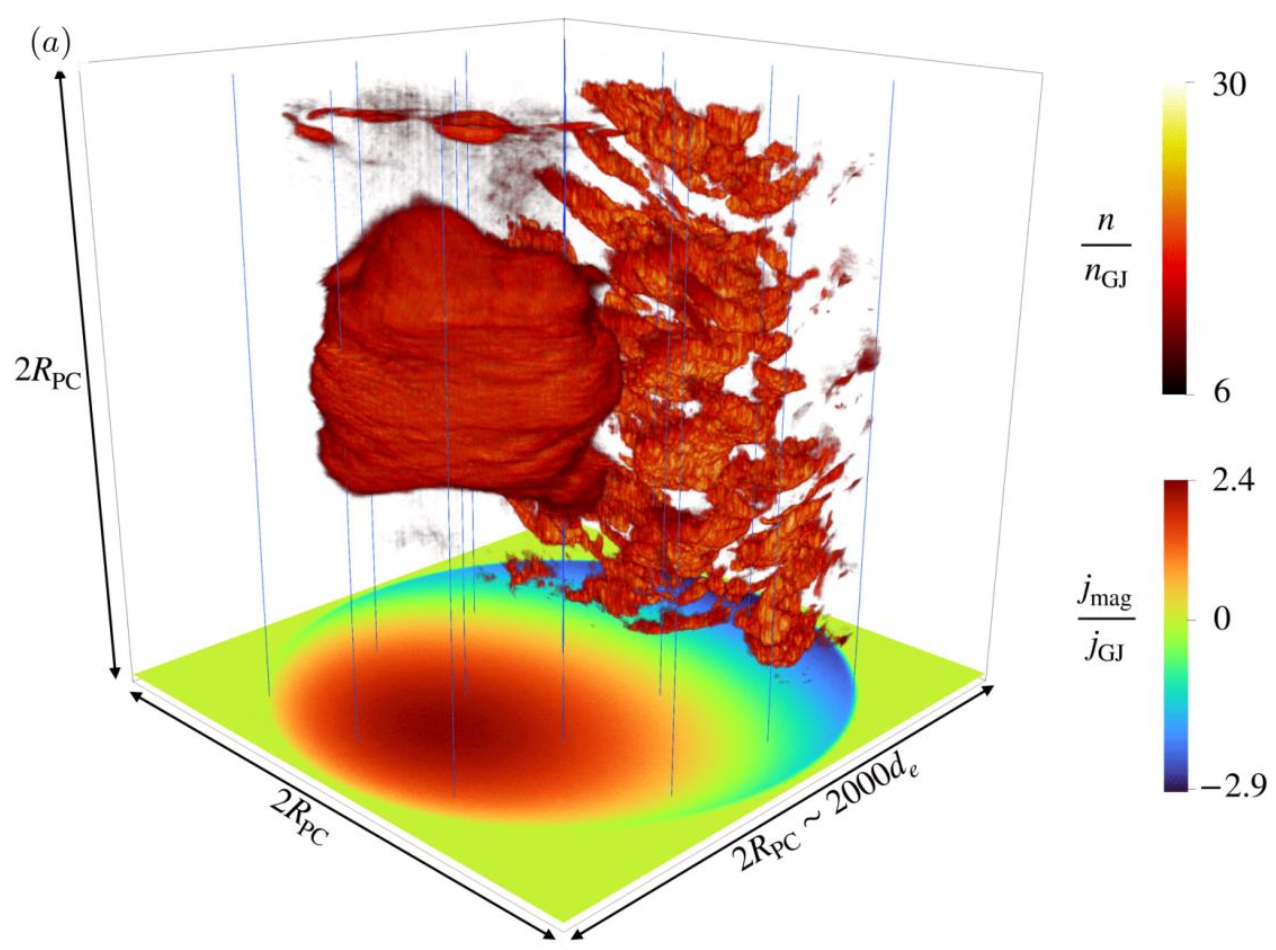 (a)
30
n
n_GJ
6
2R_PC
2.4
j_mag
j_GJ
0
−2.9
2R_PC
2R_PC ~ 2000d_e